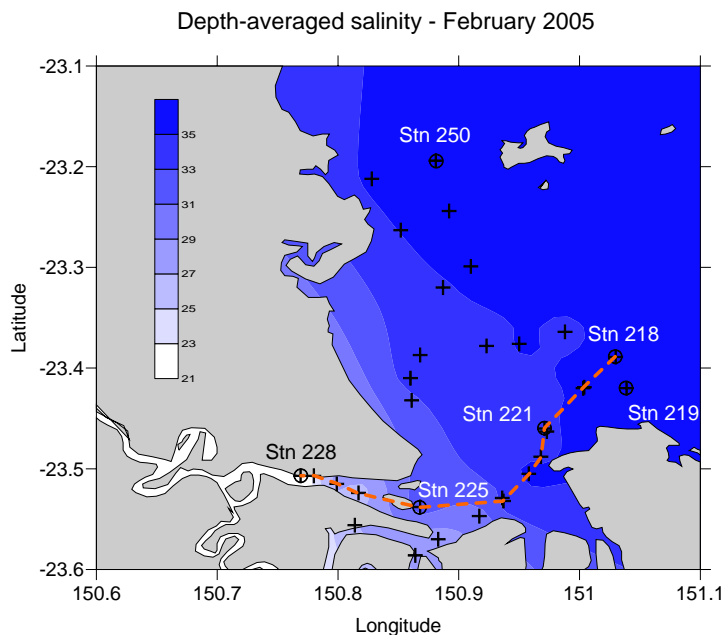 Depth-averaged salinity - February 2005
-23.1
-23.2
-23.3
-23.4
-23.5
-23.6
Latitude
35
33
31
29
27
25
23
21
Stn 250
Stn 218
Stn 219
Stn 221
Stn 228
Stn 225
150.6 150.7 150.8 150.9 151 151.1
Longitude